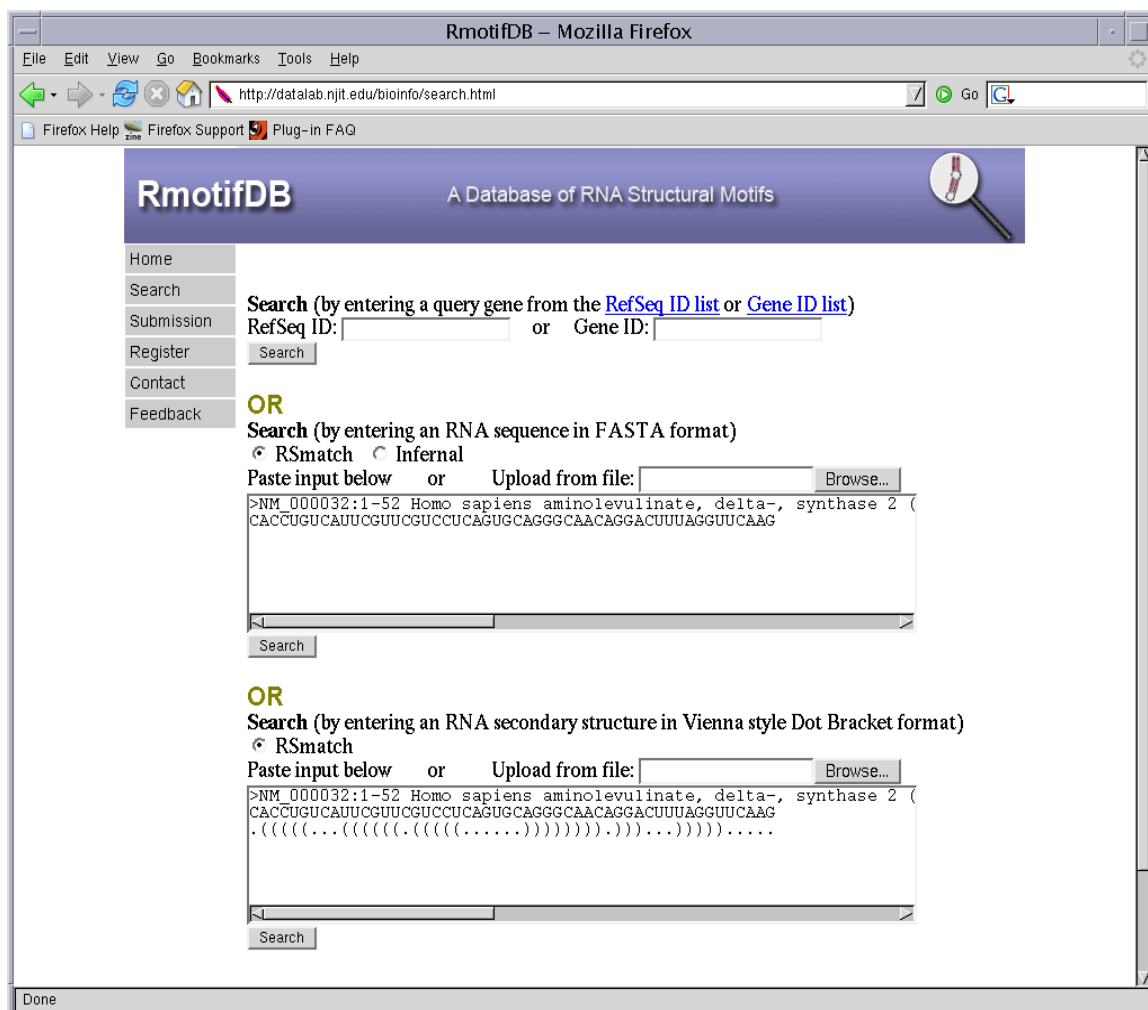 RmotifDB – Mozilla Firefox
File Edit View Go Bookmarks Tools Help
http://datalab.njit.edu/bioinfo/search.html Go G
Firefox Help Firefox Support Plug-in FAQ
RmotifDB A Database of RNA Structural Motifs
Home
Search
Submission
Register
Contact
Feedback
Search (by entering a query gene from the RefSeq ID list or Gene ID list)
RefSeq ID: or Gene ID:
Search
OR
Search (by entering an RNA sequence in FASTA format)
RSmatch Infernal
Paste input below or Upload from file: Browse...
>NM_000032:1-52 Homo sapiens aminolevulinate, delta-, synthase 2 (
CACCUGUCAUUCGUUCGUCCUCAGUGCAGGGCAACAGGACUUUAGGUUCAAG
Search
OR
Search (by entering an RNA secondary structure in Vienna style Dot Bracket format)
RSmatch
Paste input below or Upload from file: Browse...
>NM_000032:1-52 Homo sapiens aminolevulinate, delta-, synthase 2 (
CACCUGUCAUUCGUUCGUCCUCAGUGCAGGGCAACAGGACUUUAGGUUCAAG
.(((((...((((((.(((((......)))))))).)))...))))).....
Search
Done